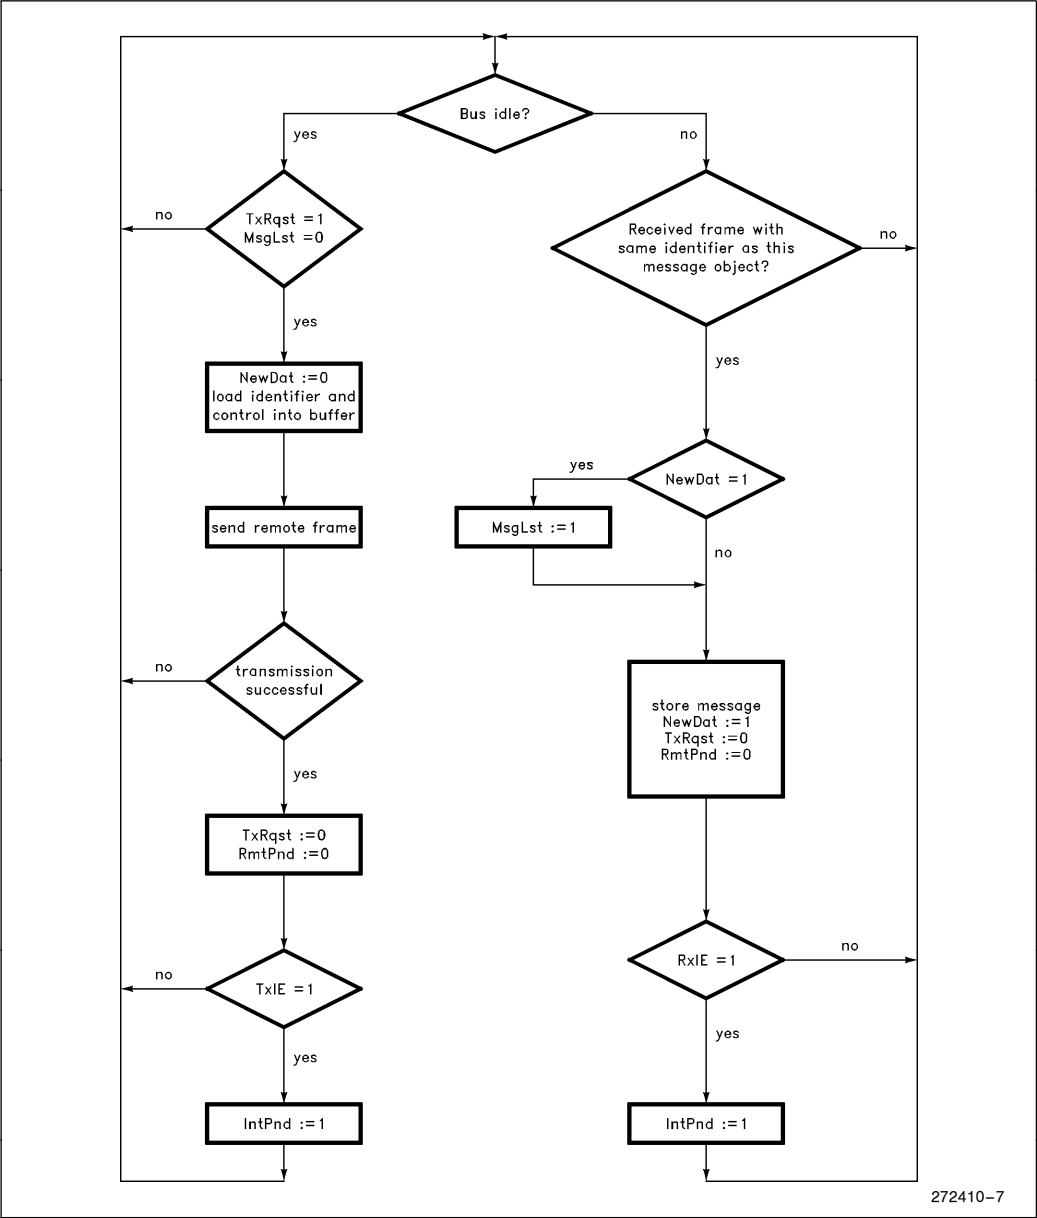 Bus idle?
yes
no
TxRqst =1
MsgLst =0
no
yes
NewDat :=0
load identifier and
control into buffer
send remote frame
transmission
successful
no
yes
TxRqst :=0
RmtPnd :=0
TxIE =1
no
yes
IntPnd :=1
Received frame with
same identifier as this
message object?
no
yes
NewDat =1
yes
MsgLst :=1
no
store message
NewDat :=1
TxRqst :=0
RmtPnd :=0
RxIE =1
no
yes
IntPnd :=1
272410-7